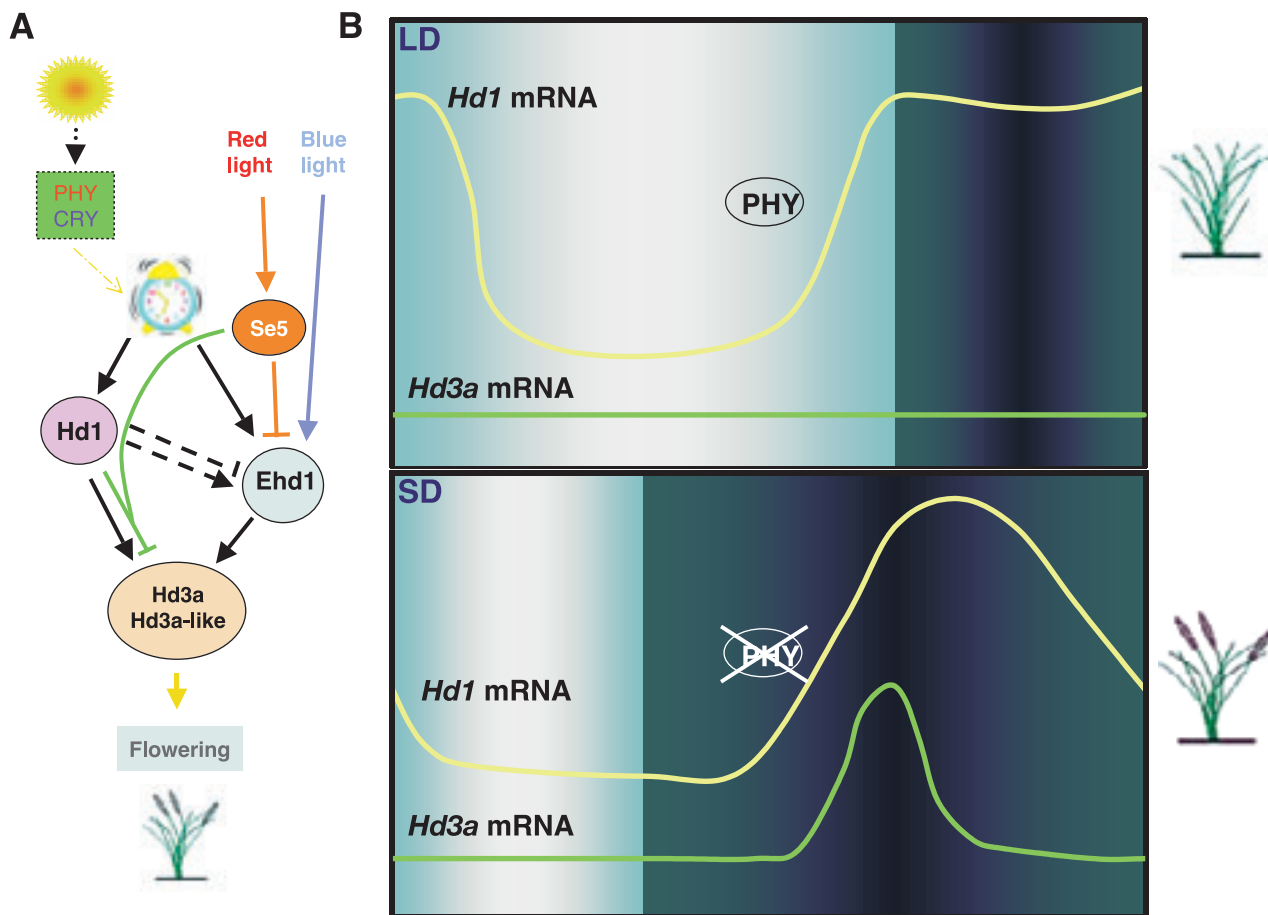 A
PHY
CRY
Red
light
Blue
light
Se5
Hd1
Ehd1
Hd3a
Hd3a-like
Flowering
B
LD
Hd1 mRNA
PHY
Hd3a mRNA
SD
PHY
Hd1 mRNA
Hd3a mRNA